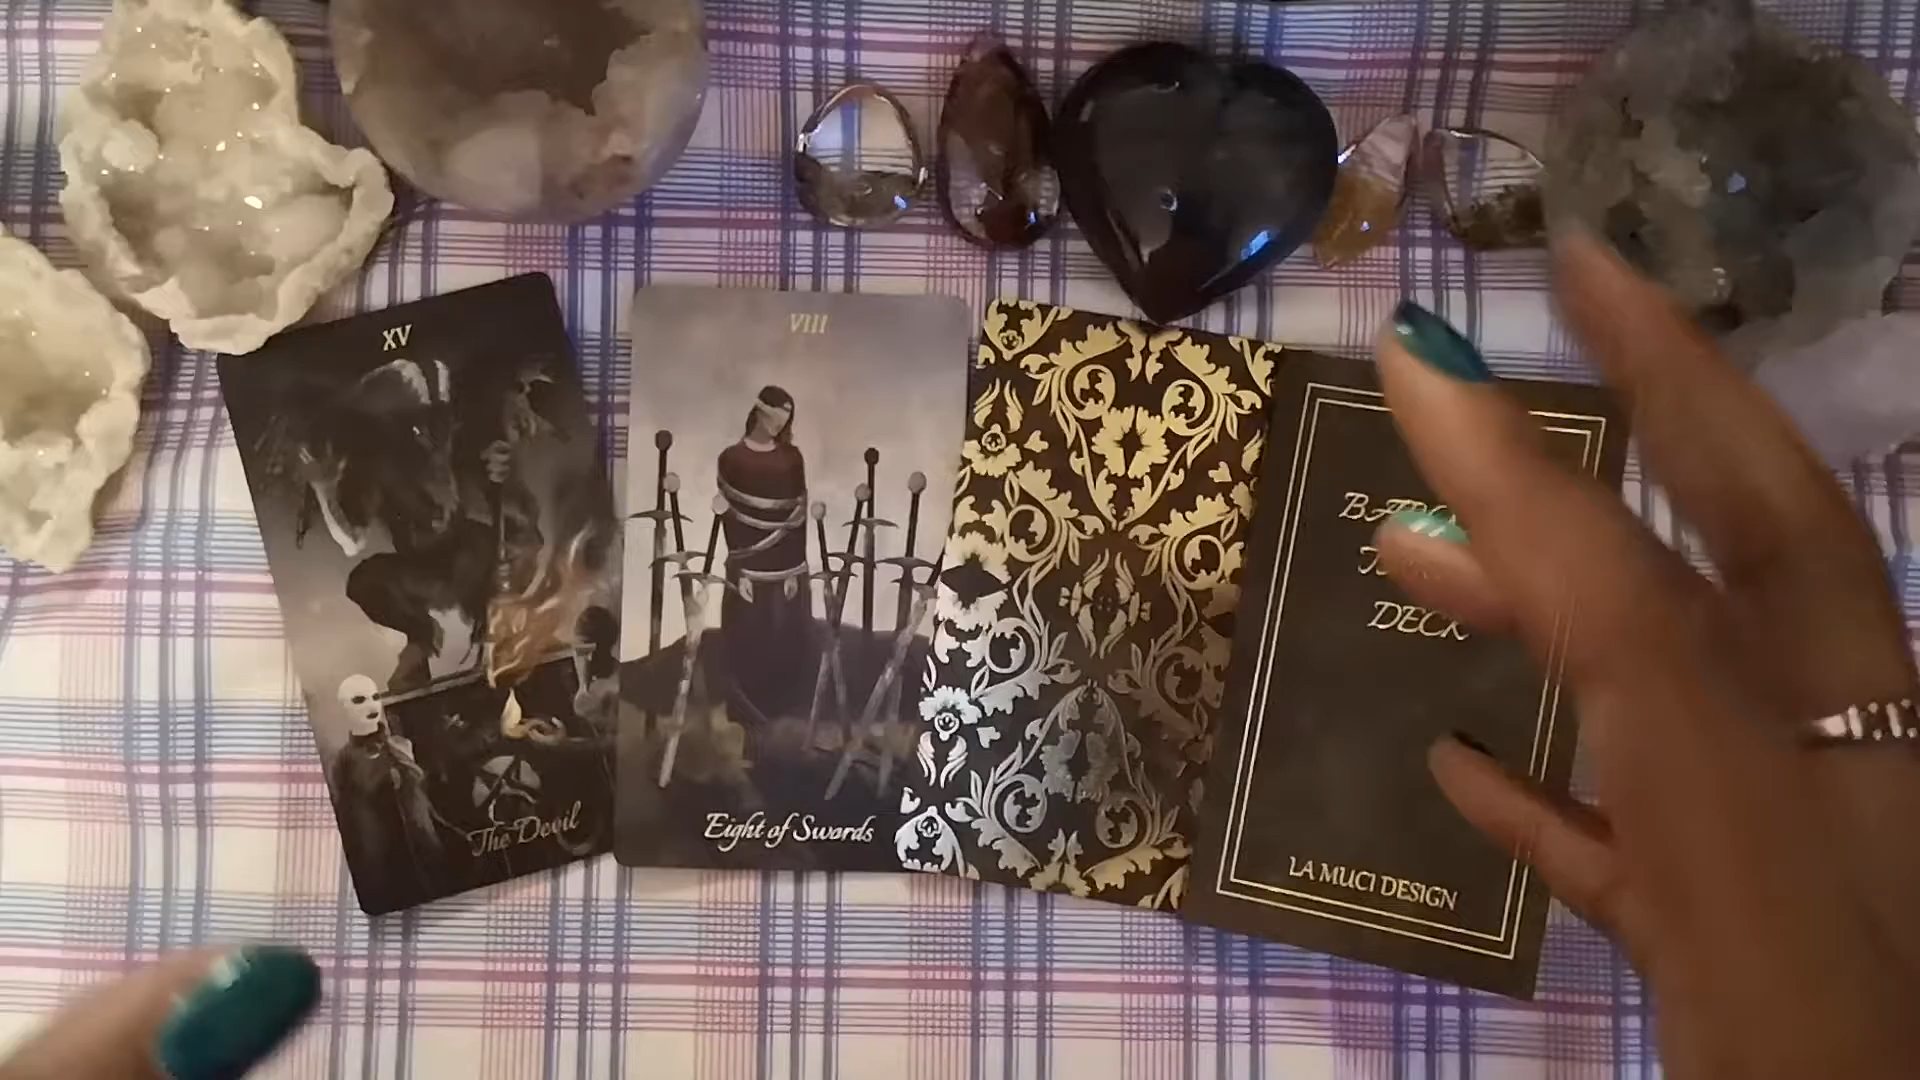 XV
The Devil
VIII
Eight of Swords
DECK
LA MUCI DESIGN